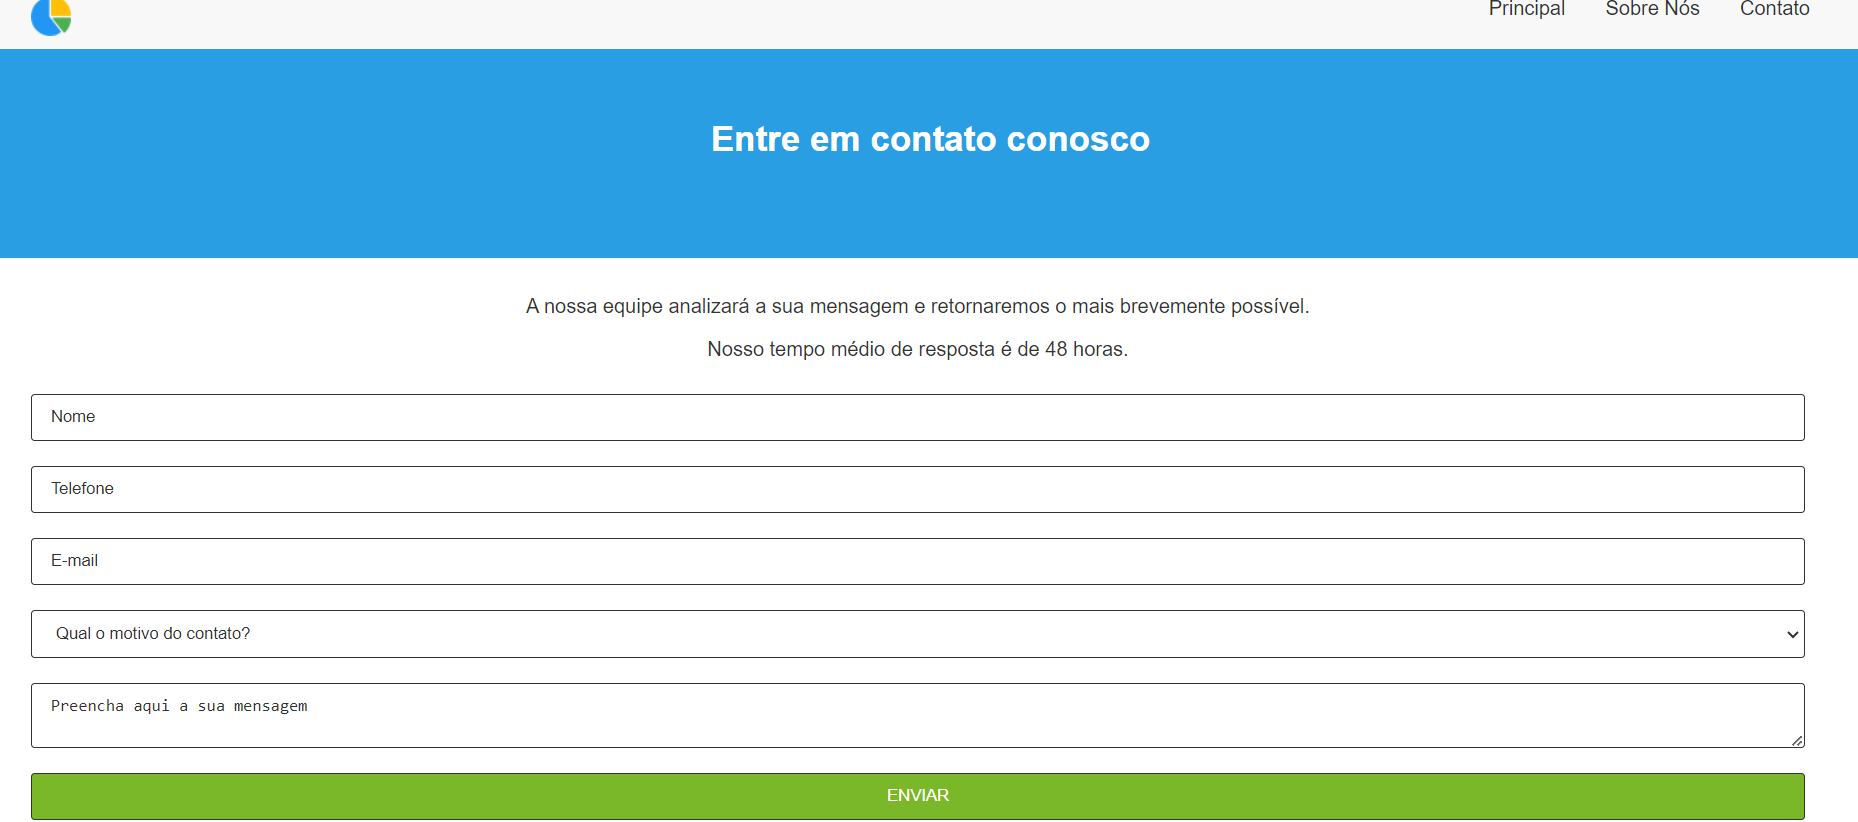 Principal Sobre Nós Contato
Entre em contato conosco
A nossa equipe analizará a sua mensagem e retornaremos o mais brevemente possível.
Nosso tempo médio de resposta é de 48 horas.
Nome
Telefone
E-mail
Qual o motivo do contato?
Preencha aqui a sua mensagem
ENVIAR